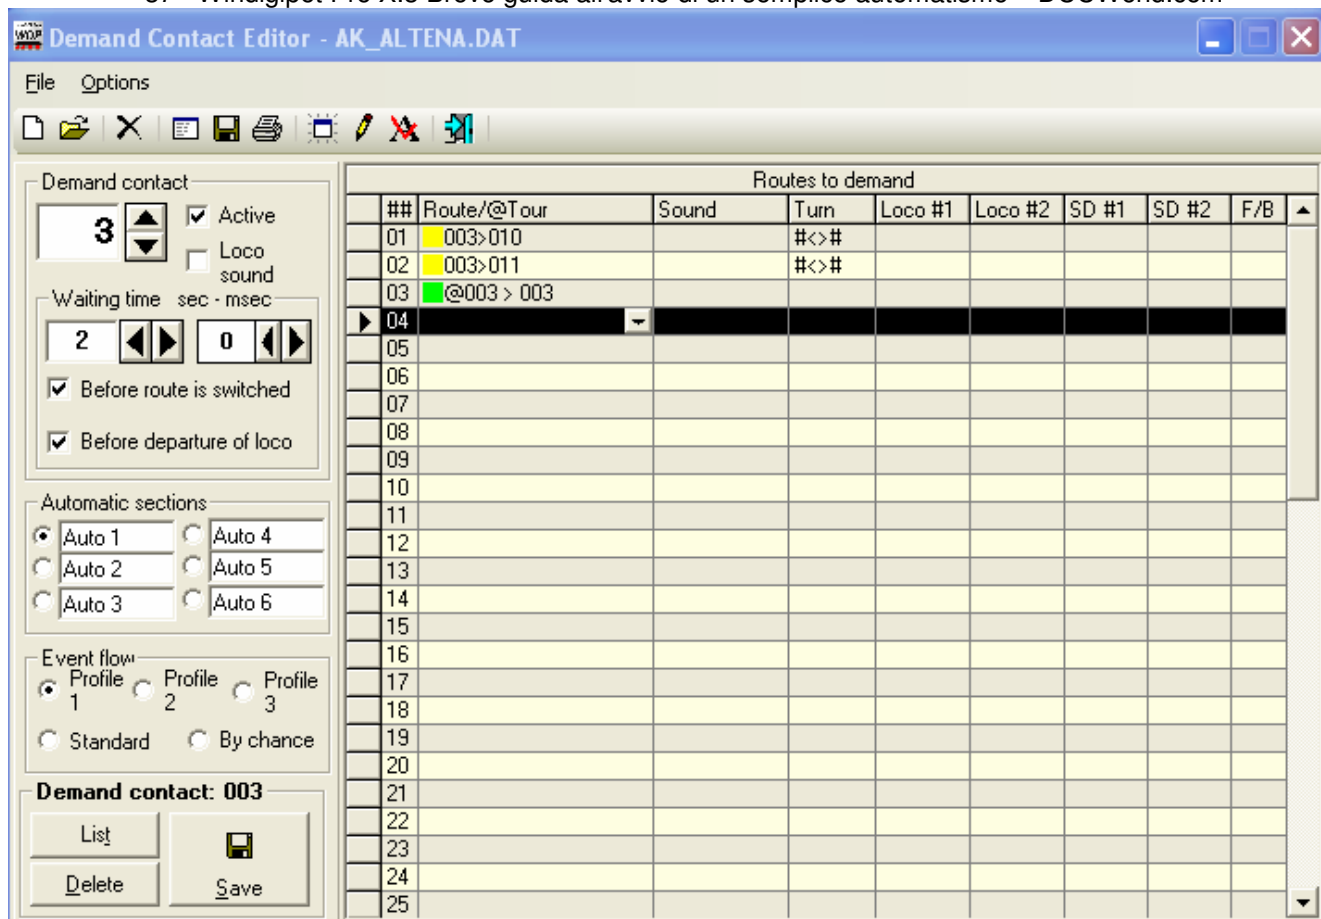 WDP Demand Contact Editor - AK_ALTENA.DAT
File Options
Demand contact
3
Active
Loco sound
Waiting time sec - msec
2 0
Before route is switched
Before departure of loco
Automatic sections
Auto 1 Auto 4
Auto 2 Auto 5
Auto 3 Auto 6
Event flow
Profile 1 Profile 2 Profile 3
Standard By chance
Demand contact: 003
List
Delete
Save
Routes to demand
## Route/@Tour Sound Turn Loco #1 Loco #2 SD #1 SD #2 F/B
01 003>010 #<>#
02 003>011 #<>#
03 @003 > 003
04
05
06
07
08
09
10
11
12
13
14
15
16
17
18
19
20
21
22
23
24
25